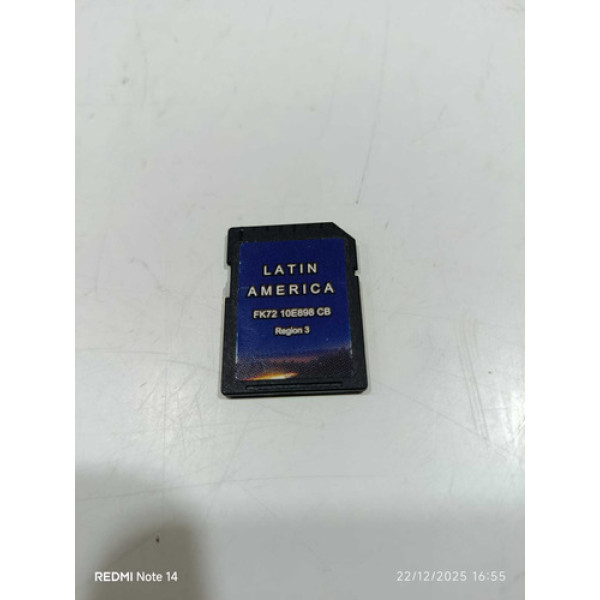 LATIN
AMERICA
FK72 10E898 CB
Region 3
REDMI Note 14
22/12/2025 16:55